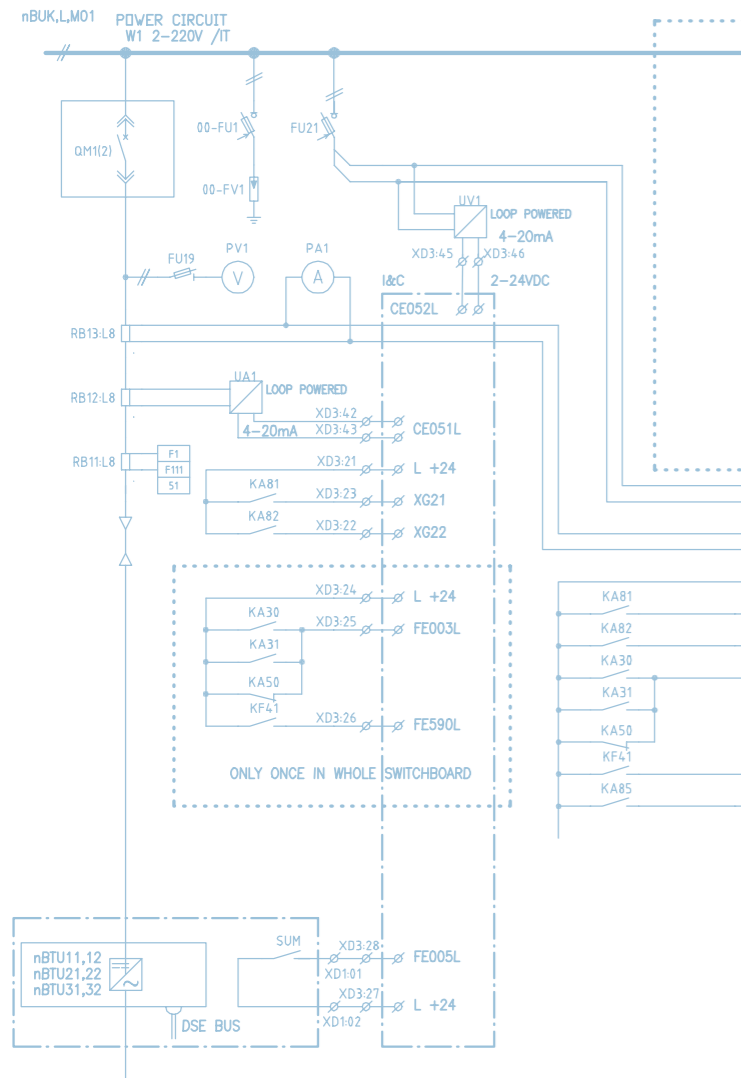 nBUK,L,M01
POWER CIRCUIT
W1 2-220V /IT
QM1(2)
00-FU1
FU21
00-FV1
UV1
LOOP POWERED
4-20mA
XD3:45
XD3:46
FU19
PV1
V
PA1
A
I&C
2-24VDC
CE052L
RB13:L8
UA1
LOOP POWERED
RB12:L8
4-20mA
XD3:42
XD3:43
CE051L
RB11:L8
F1
F111
51
XD3:21
L +24
KA81
XD3:23
XG21
KA82
XD3:22
XG22
XD3:24
L +24
KA30
XD3:25
FE003L
KA31
KA50
KF41
XD3:26
FE590L
ONLY ONCE IN WHOLE SWITCHBOARD
KA81
KA82
KA30
KA31
KA50
KF41
KA85
nBTU11,12
nBTU21,22
nBTU31,32
DSE BUS
SUM
XD3:28
FE005L
XD1:01
XD3:27
L +24
XD1:02